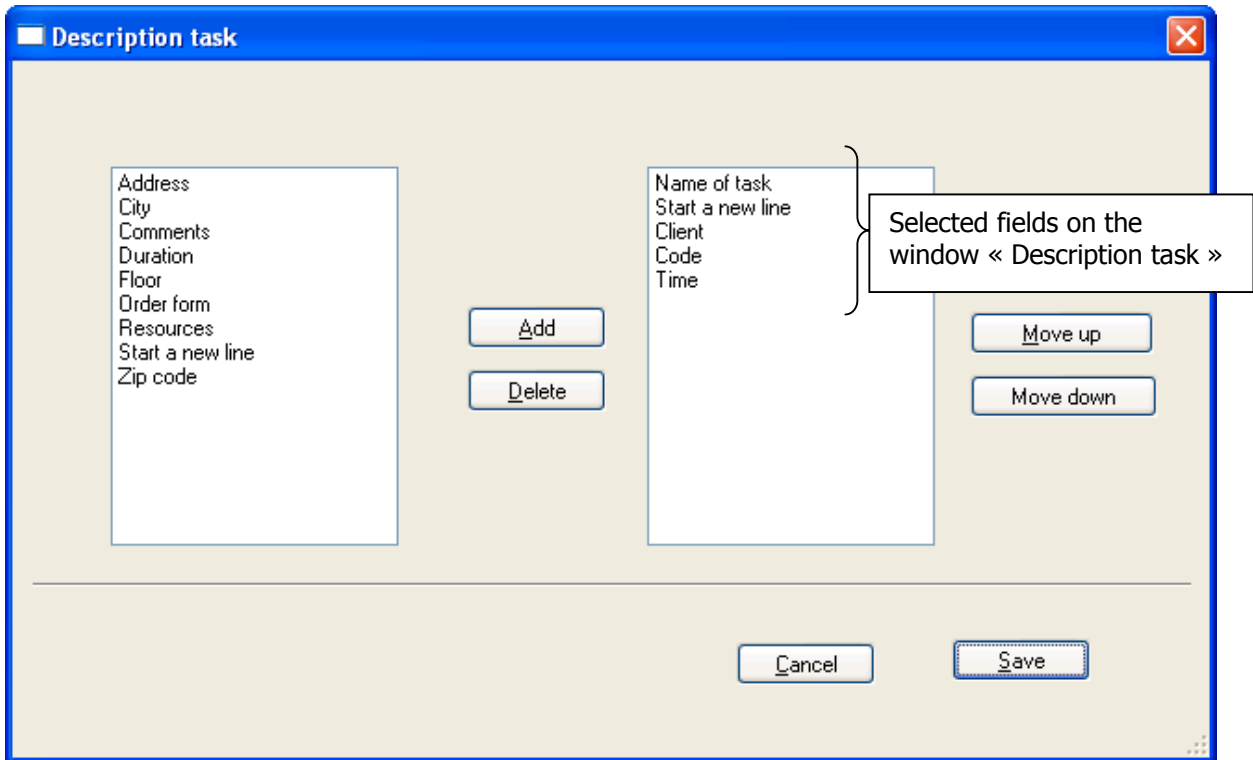 Description task
Address
City
Comments
Duration
Floor
Order form
Resources
Start a new line
Zip code
Add
Delete
Name of task
Start a new line
Client
Code
Time
Selected fields on the
window « Description task »
Move up
Move down
Cancel
Save